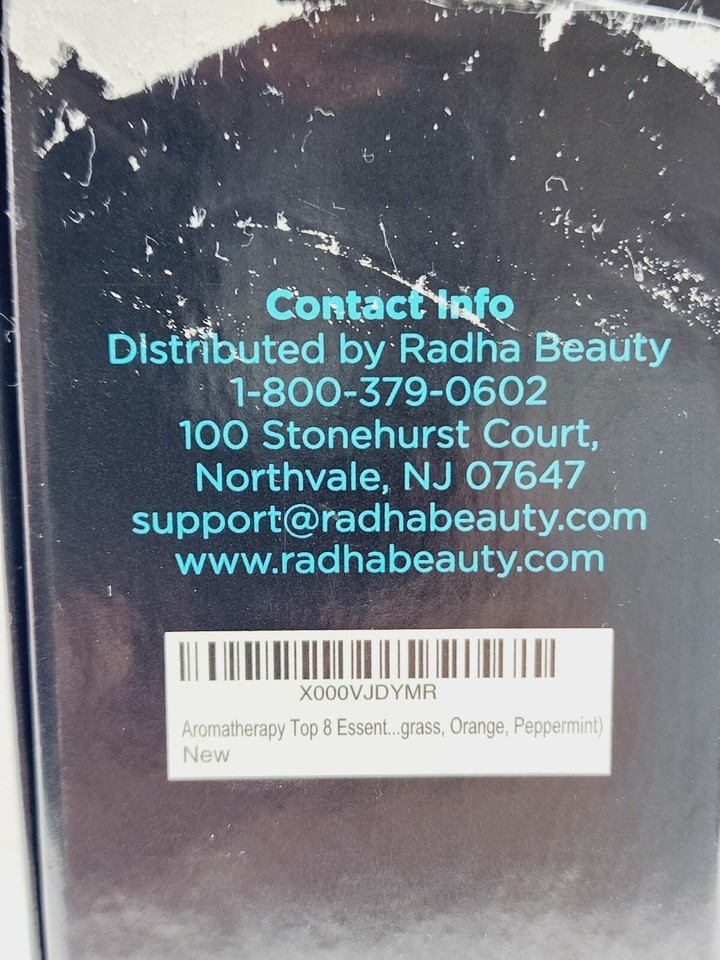 Contact Info
Distributed by Radha Beauty
1-800-379-0602
100 Stonehurst Court,
Northvale, NJ 07647
support@radhabeauty.com
www.radhabeauty.com
X000VJDYMR
Aromatherapy Top 8 Essent...grass, Orange, Peppermint)
New